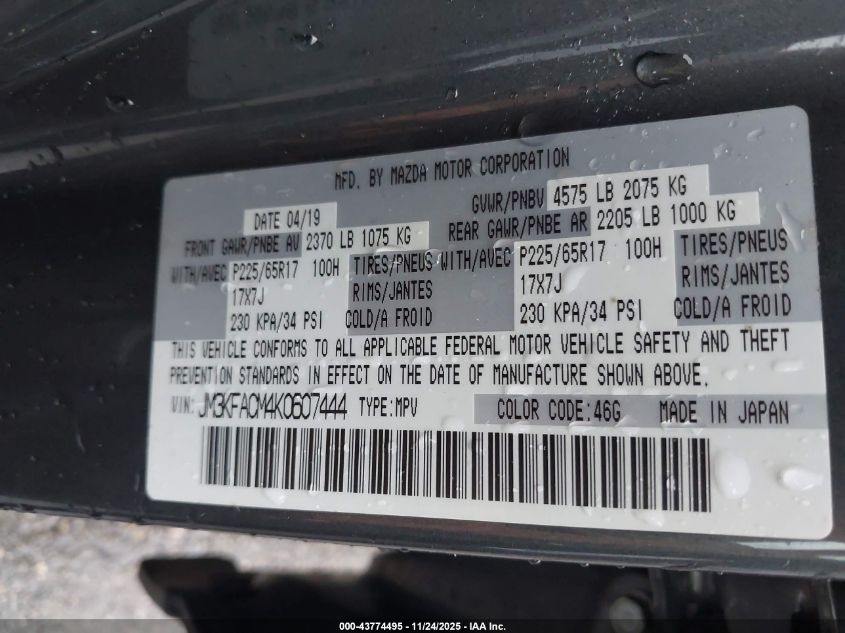 MFD. BY MAZDA MOTOR CORPORATION
DATE 04/19 GVWR/PNBV 4575 LB 2075 KG
FRONT GAWR/PNBE AV 2370 LB 1075 KG REAR GAWR/PNBE AR 2205 LB 1000 KG
WITH/AVEC P225/65R17 100H TIRES/PNEUS WITH/AVEC P225/65R17 100H TIRES/PNEUS
17X7J RIMS/JANTES 17X7J RIMS/JANTES
230 KPA/34 PSI COLD/A FROID 230 KPA/34 PSI COLD/A FROID
THIS VEHICLE CONFORMS TO ALL APPLICABLE FEDERAL MOTOR VEHICLE SAFETY AND THEFT
PREVENTION STANDARDS IN EFFECT ON THE DATE OF MANUFACTURE SHOWN ABOVE.
VIN: JM3KFACM4K0607444 TYPE:MPV COLOR CODE:46G MADE IN JAPAN
000-43774495 - 11/24/2025 - IAA Inc.